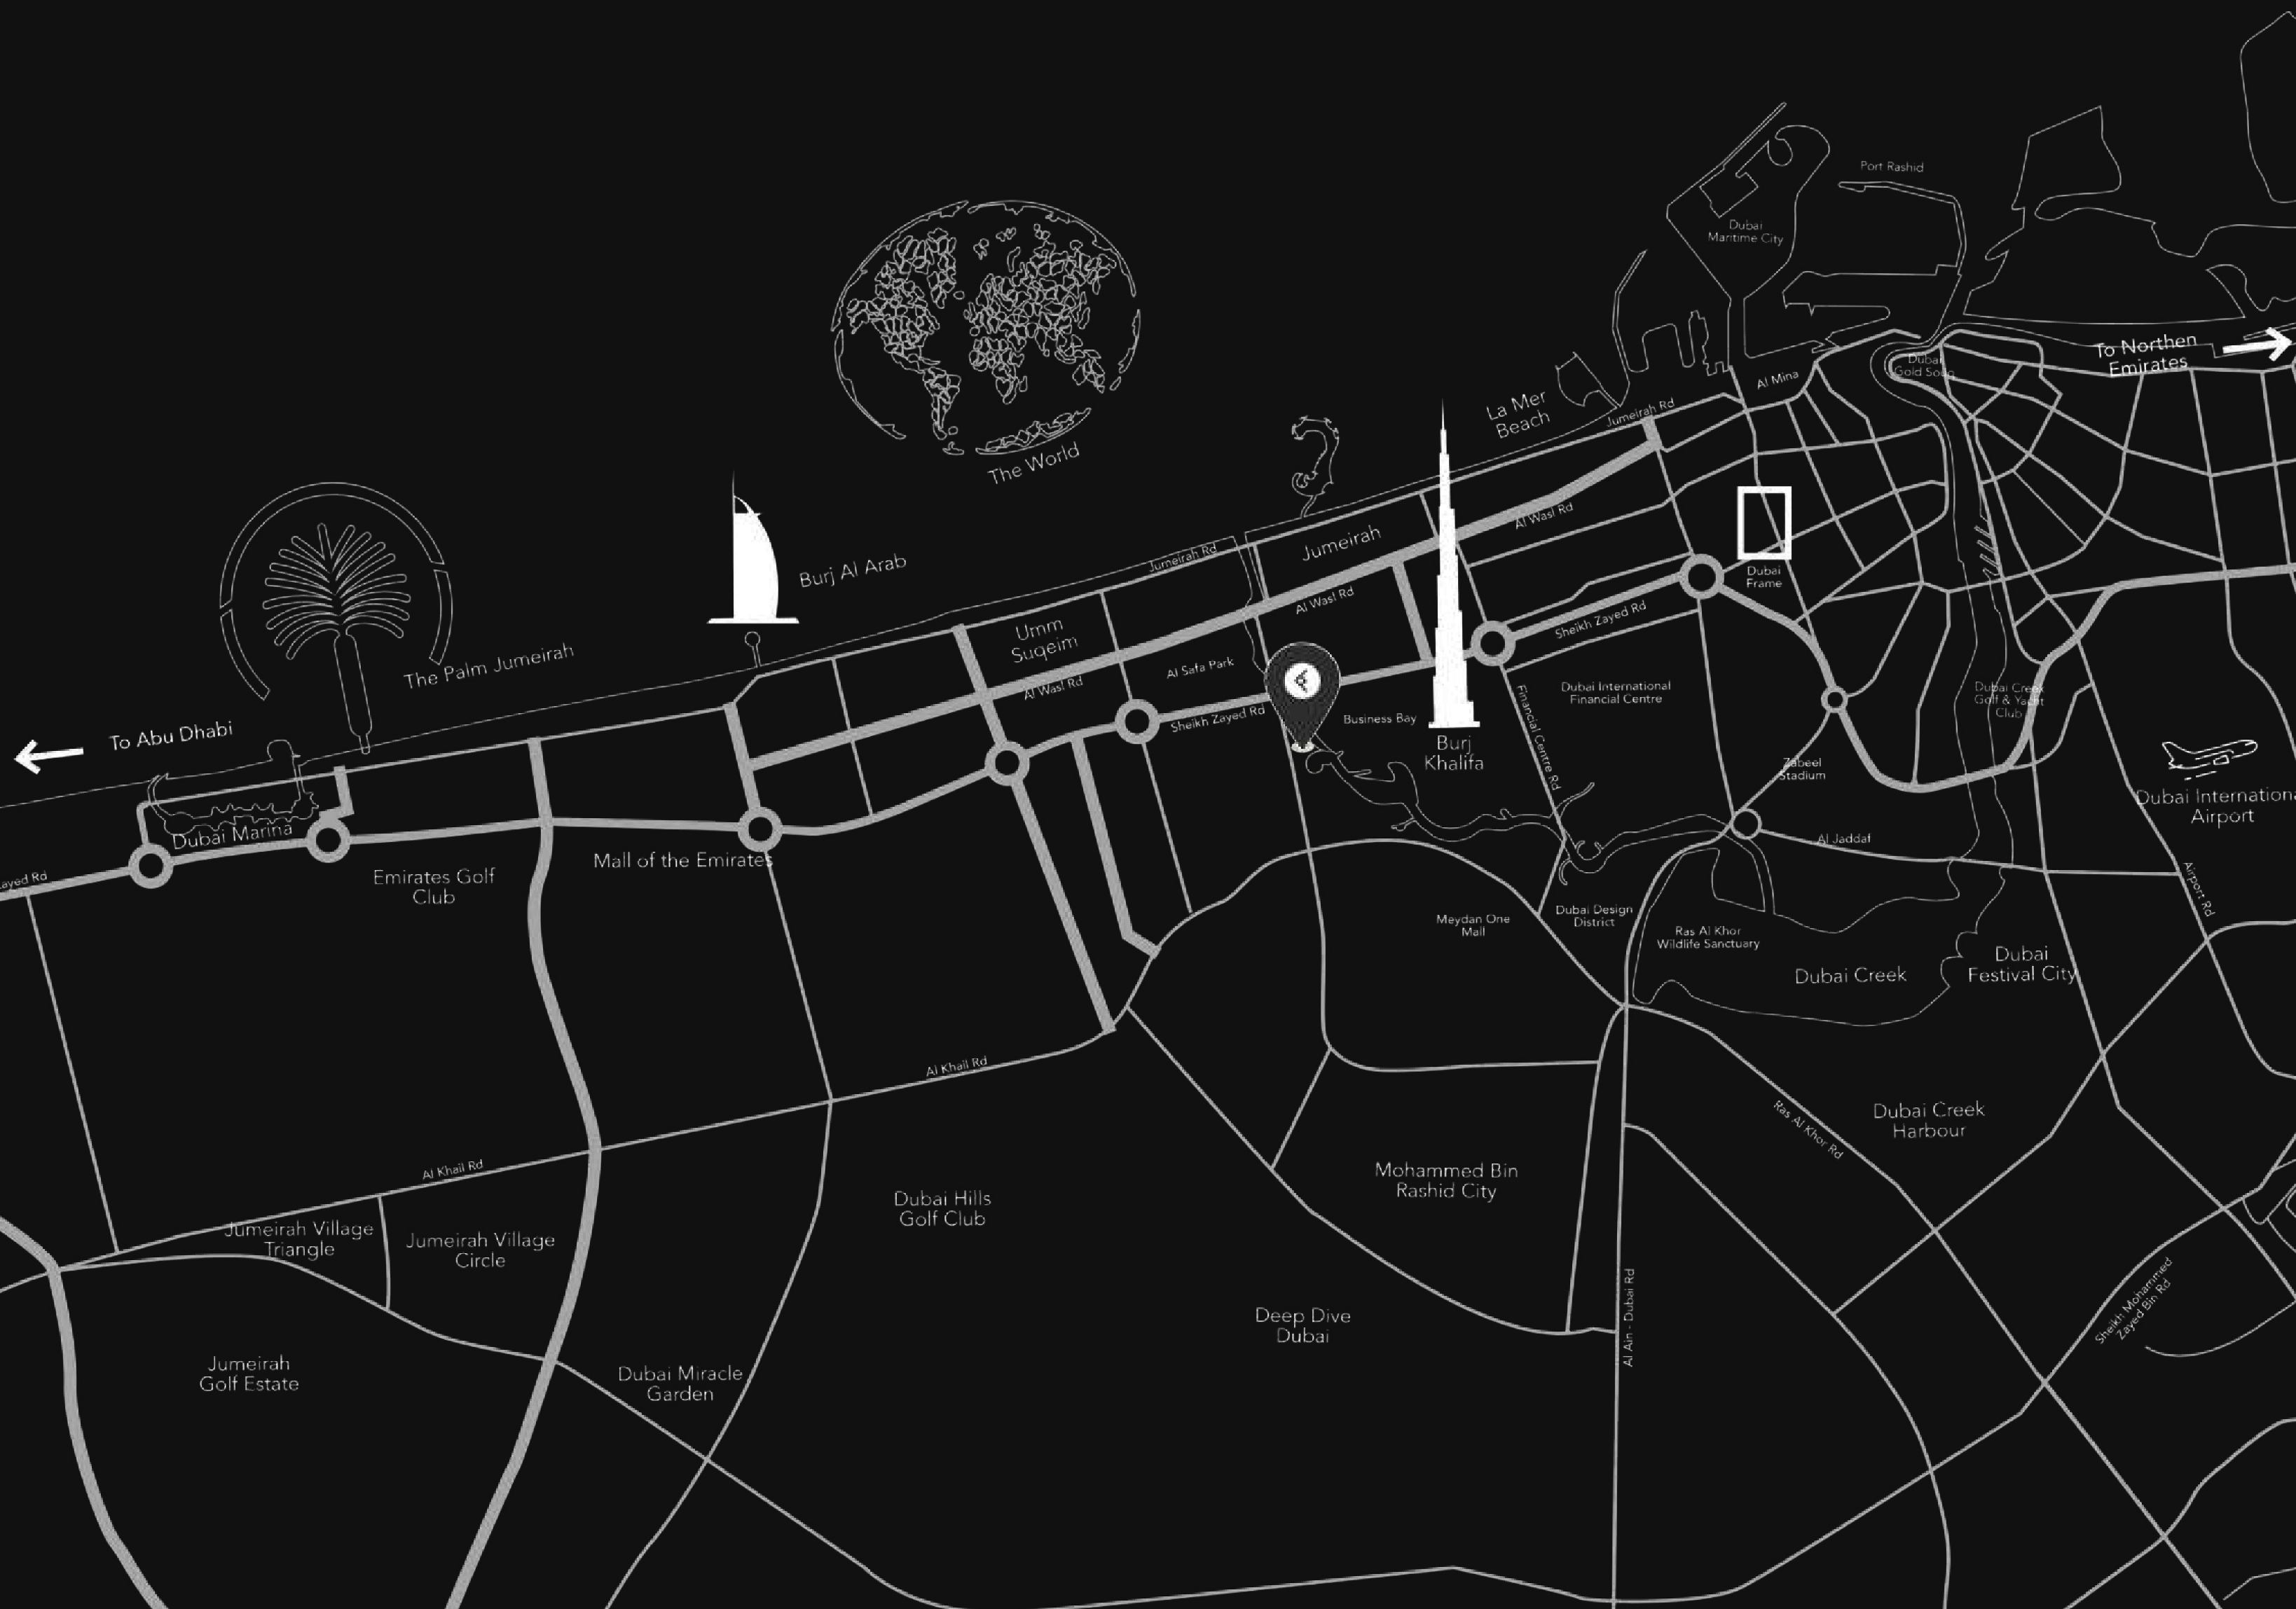 Port Rashid
Dubai
Maritime City
To Northen
Emirates
Dubai
Gold Souq
Al Mina
La Mer
Beach
Jumeirah Rd
The World
Al Wasl Rd
Jumeirah
Jumeirah Rd
Burj Al Arab
Dubai
Frame
Al Wasl Rd
Sheikh Zayed Rd
Umm
Suqeim
The Palm Jumeirah
Al Safa Park
Al Wasl Rd
Dubai International
Financial Centre
Dubai Creek
Golf & Yacht
Club
Sheikh Zayed Rd
Business Bay
To Abu Dhabi
Burj
Khalifa
Financial Centre Rd
Zabeel
Stadium
Dubai Internationa
Airport
Dubai Marina
Al Jaddaf
Mall of the Emirates
ayed Rd
Emirates Golf
Club
Airport Rd
Meydan One
Mall
Dubai Design
District
Ras Al Khor
Wildlife Sanctuary
Dubai Creek
Dubai
Festival City
Al Khail Rd
Dubai Creek
Harbour
Ras Al Khor Rd
Al Khail Rd
Mohammed Bin
Rashid City
Dubai Hills
Golf Club
Jumeirah Village
Triangle
Jumeirah Village
Circle
Sheikh Mohammed
Zayed Bin Rd
Al Ain - Dubai Rd
Deep Dive
Dubai
Jumeirah
Golf Estate
Dubai Miracle
Garden